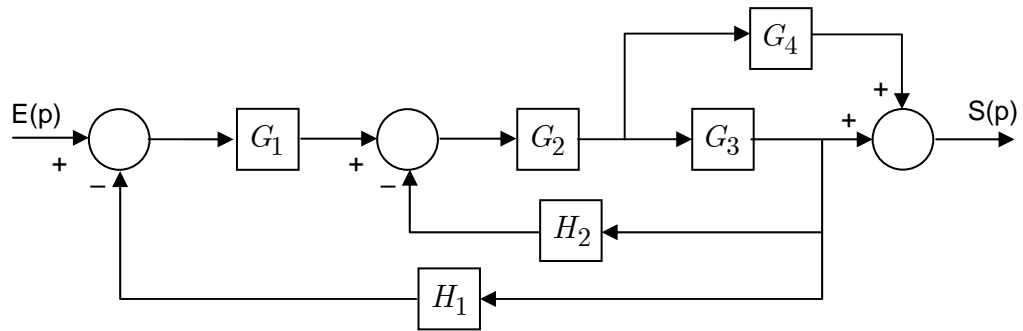 G₄
E(p)
+
S(p)
+
G₁
G₂
G₃
+
+
−
−
H₂
H₁